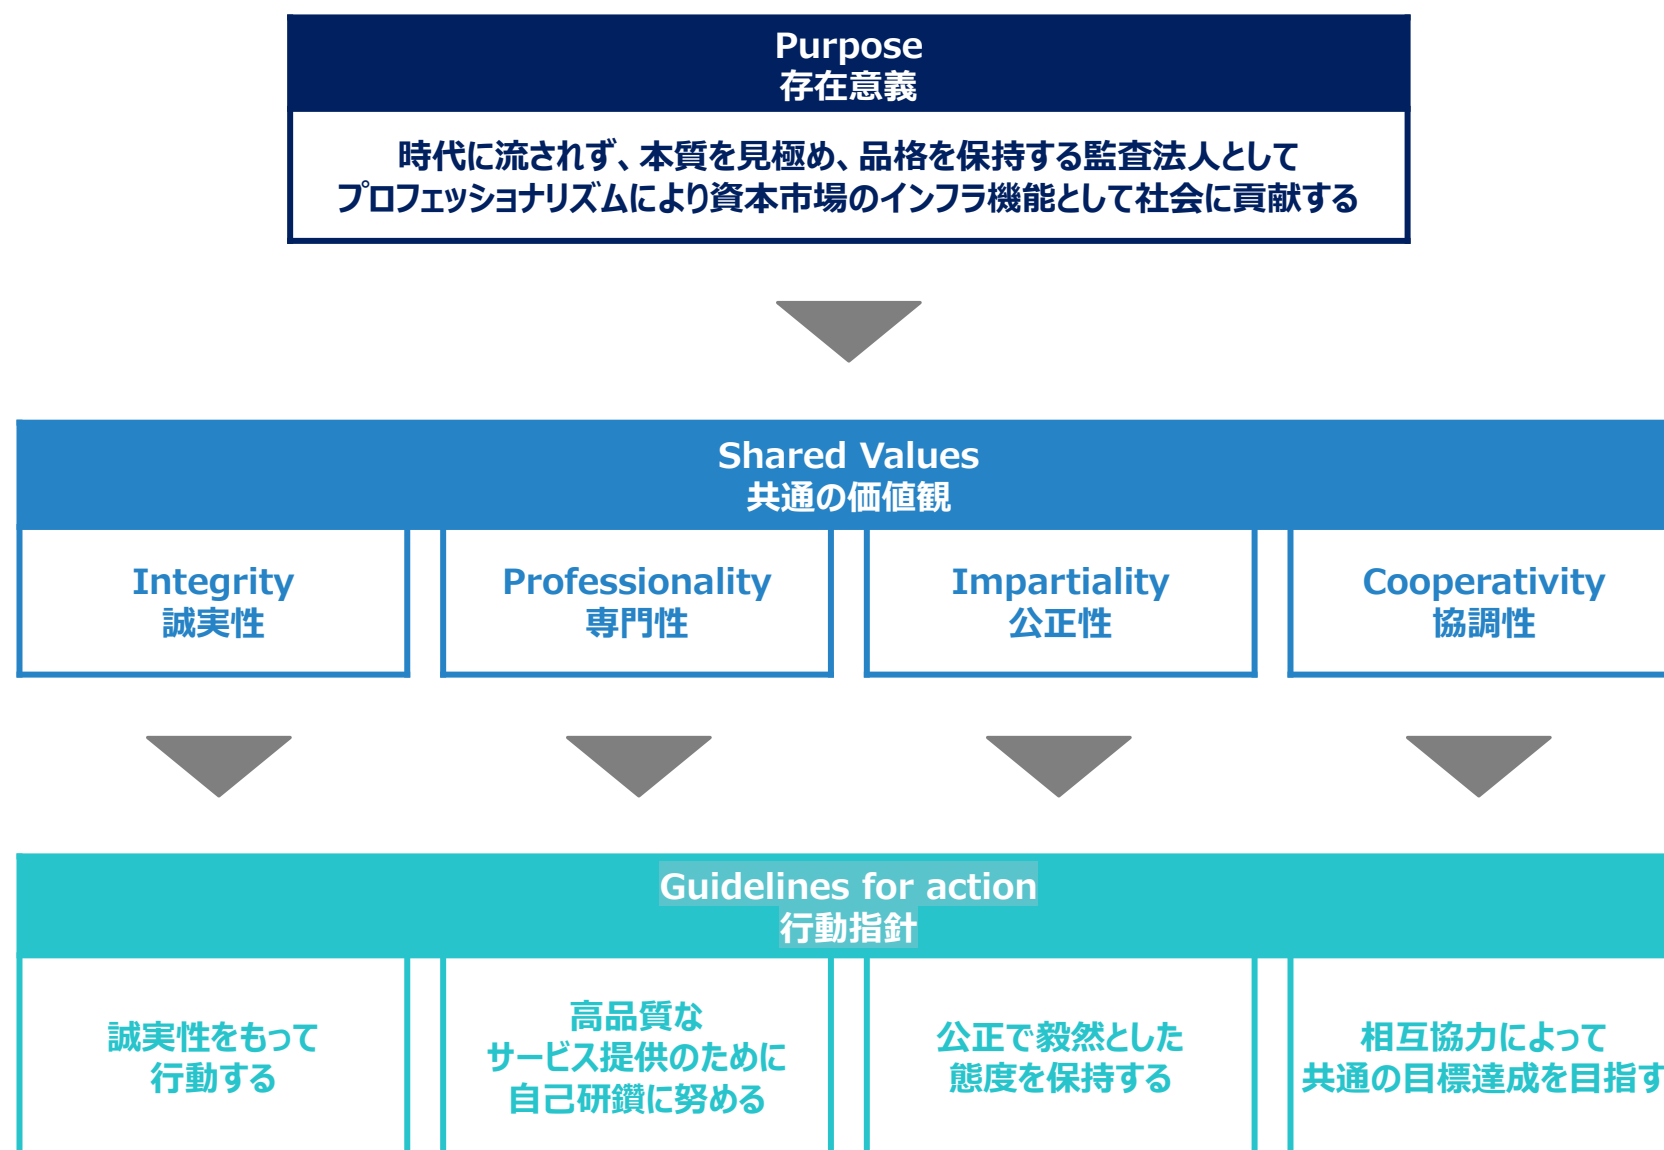 Purpose
存在意義
時代に流されず、本質を見極め、品格を保持する監査法人として
プロフェッショナリズムにより資本市場のインフラ機能として社会に貢献する
Shared Values
共通の価値観
Integrity
誠実性
Professionality
専門性
Impartiality
公正性
Cooperativity
協調性
Guidelines for action
行動指針
誠実性をもって
行動する
高品質な
サービス提供のために
自己研鑽に努める
公正で毅然とした
態度を保持する
相互協力によって
共通の目標達成を目指す